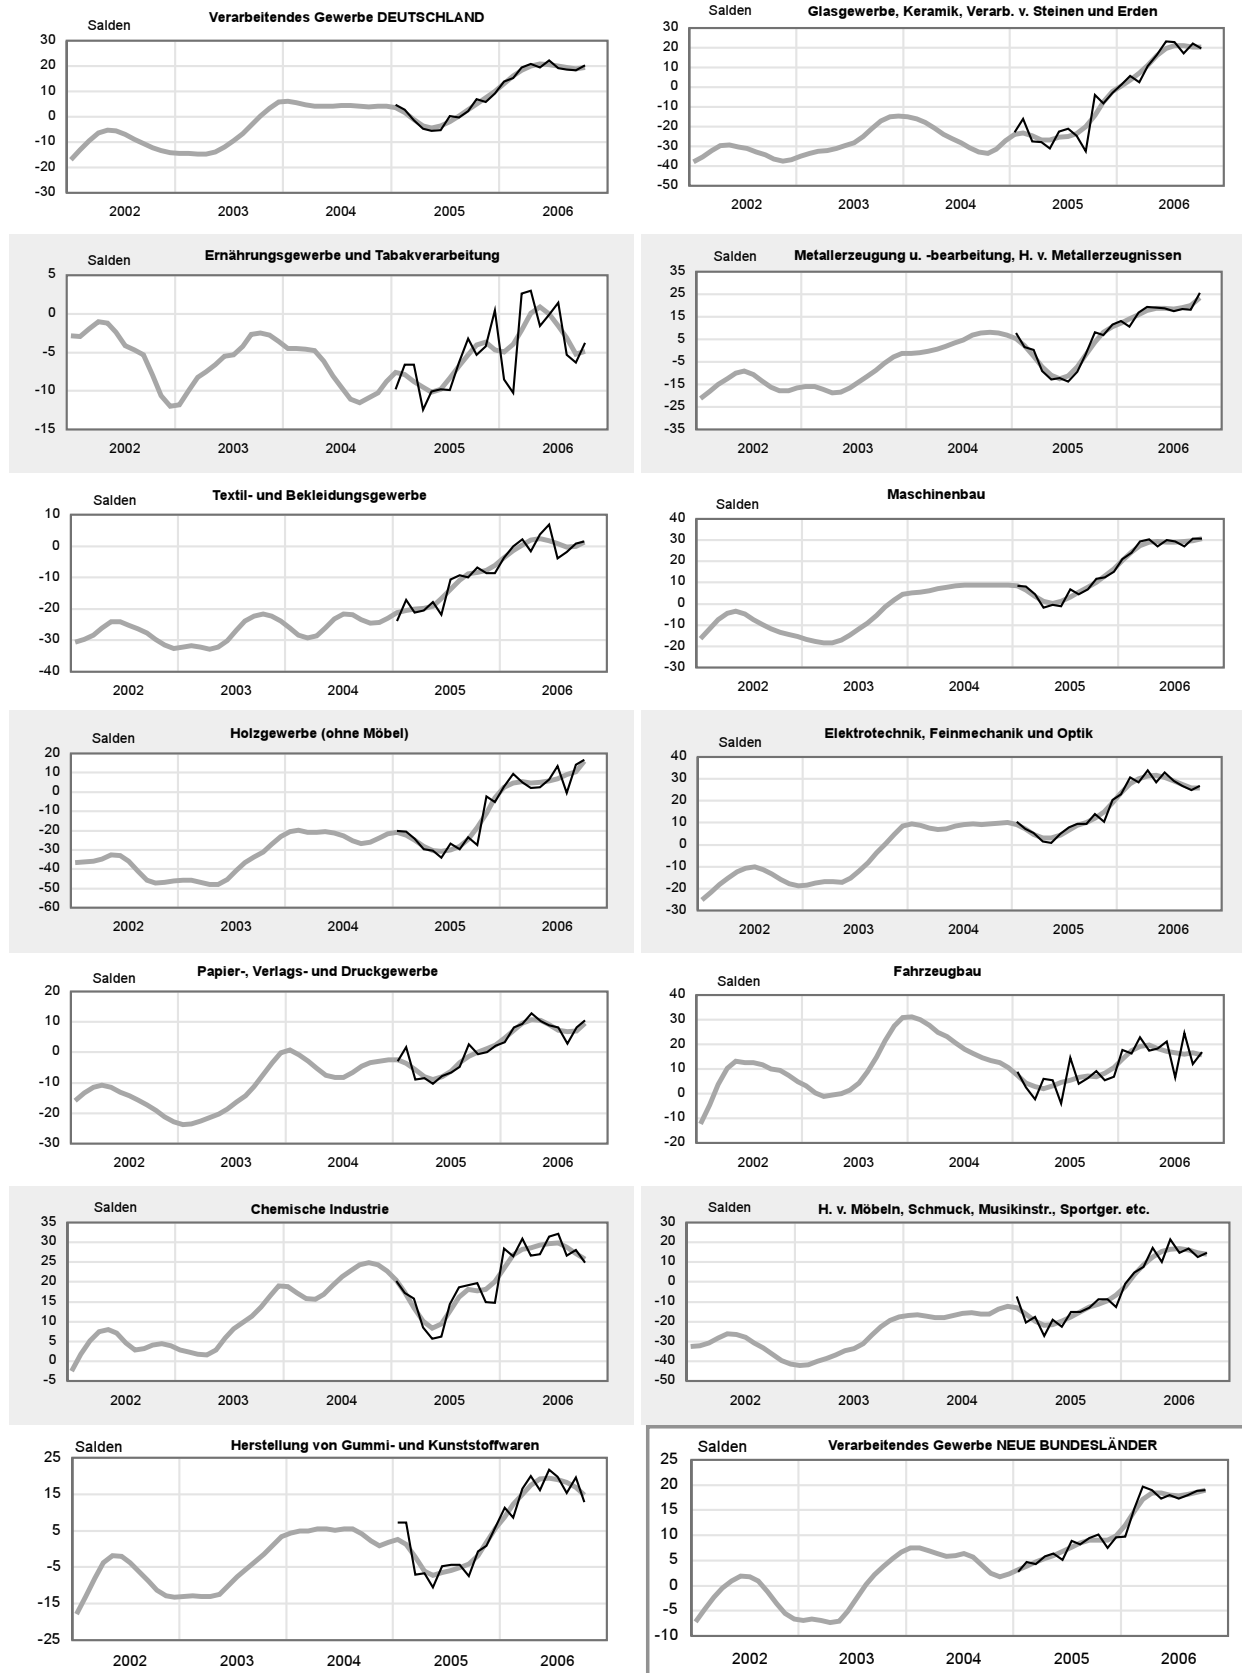 Verarbeitendes Gewerbe DEUTSCHLAND
Salden
30
20
10
0
-10
-20
-30
2002 2003 2004 2005 2006
Glasgewerbe, Keramik, Verarb. v. Steinen und Erden
Salden
30
20
10
0
-10
-20
-30
-40
-50
2002 2003 2004 2005 2006
Ernährungsgewerbe und Tabakverarbeitung
Salden
5
0
-5
-10
-15
2002 2003 2004 2005 2006
Metallerzeugung u. -bearbeitung, H. v. Metallerzeugnissen
Salden
35
25
15
5
-5
-15
-25
-35
2002 2003 2004 2005 2006
Textil- und Bekleidungsgewerbe
Salden
10
0
-10
-20
-30
-40
2002 2003 2004 2005 2006
Maschinenbau
Salden
40
30
20
10
0
-10
-20
-30
2002 2003 2004 2005 2006
Holzgewerbe (ohne Möbel)
Salden
20
10
0
-10
-20
-30
-40
-50
-60
2002 2003 2004 2005 2006
Elektrotechnik, Feinmechanik und Optik
Salden
40
30
20
10
0
-10
-20
-30
2002 2003 2004 2005 2006
Papier-, Verlags- und Druckgewerbe
Salden
20
10
0
-10
-20
-30
2002 2003 2004 2005 2006
Fahrzeugbau
Salden
40
30
20
10
0
-10
-20
2002 2003 2004 2005 2006
Chemische Industrie
Salden
35
30
25
20
15
10
5
0
-5
2002 2003 2004 2005 2006
H. v. Möbeln, Schmuck, Musikinstr., Sportger. etc.
Salden
30
20
10
0
-10
-20
-30
-40
-50
2002 2003 2004 2005 2006
Herstellung von Gummi- und Kunststoffwaren
Salden
25
15
5
-5
-15
-25
2002 2003 2004 2005 2006
Verarbeitendes Gewerbe NEUE BUNDESLÄNDER
Salden
25
20
15
10
5
0
-5
-10
2002 2003 2004 2005 2006